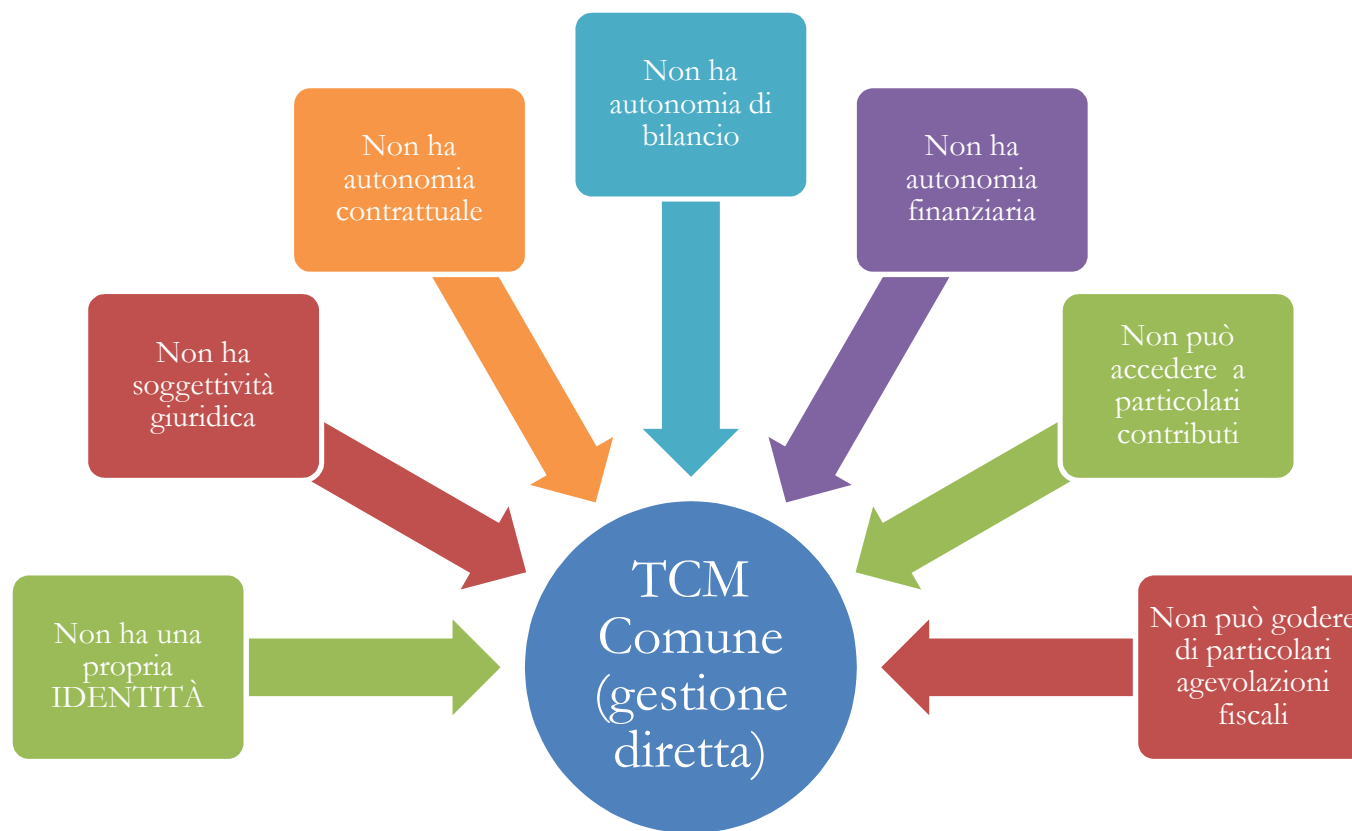 Non ha una
propria
IDENTITÀ
Non ha
soggettività
giuridica
Non ha
autonomia
contrattuale
Non ha
autonomia di
bilancio
Non ha
autonomia
finanziaria
Non può
accedere a
particolari
contributi
Non può godere
di particolari
agevolazioni
fiscali
TCM
Comune
(gestione
diretta)